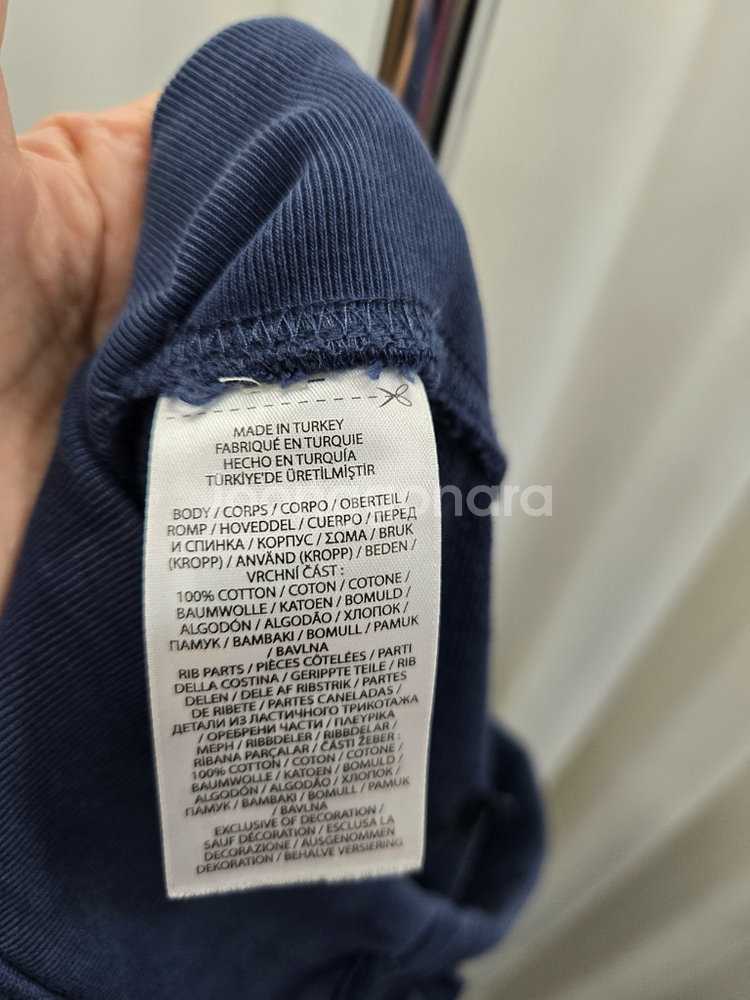 MADE IN TURKEY
FABRIQUÉ EN TURQUIE
HECHO EN TURQUÍA
TÜRKİYE'DE ÜRETİLMİŞTİR
BODY / CORPS / CORPO / OBERTEIL /
ROMP / HOVEDDEL / CUERPO / ПЕРЕД
И СПИНКА / КОРПУС / ΣΩΜΑ / BRUK
(KROPP) / ANVÄND (KROPP) / BEDEN /
VRCHNÍ ČÁST :
100% COTTON / COTON / COTONE /
BAUMWOLLE / KATOEN / BOMULD /
ALGODÓN / ALGODÃO / ХЛОПОК /
ПАМУК / BAMBAKI / BOMULL / PAMUK
/ BAVLNA
RIB PARTS / PIÈCES CÔTELÉES / PARTI
DELLA COSTINA / GERIPPTE TEILE / RIB
DELEN / DELE AF RIBSTRIK / PARTES
DE RIBETE / PARTES CANELADAS /
ДЕТАЛИ ИЗ ЛАСТИЧНОГО ТРИКОТАЖА
/ ОРЕБРЕНИ ЧАСТИ / ΠΛΕΥΡΙΚΑ
ΜΕΡΗ / RIBBDELER / RIBBDELAR /
RİBANA PARÇALAR / ČÁSTI ŽEBER :
100% COTTON / COTON / COTONE /
BAUMWOLLE / KATOEN / BOMULD /
ALGODÓN / ALGODÃO / ХЛОПОК /
ПАМУК / BAMBAKI / BOMULL / PAMUK
/ BAVLNA
EXCLUSIVE OF DECORATION /
SAUF DÉCORATION / ESCLUSA LA
DECORAZIONE / AUSGENOMMEN
DEKORATION / BEHALVE VERSIERING